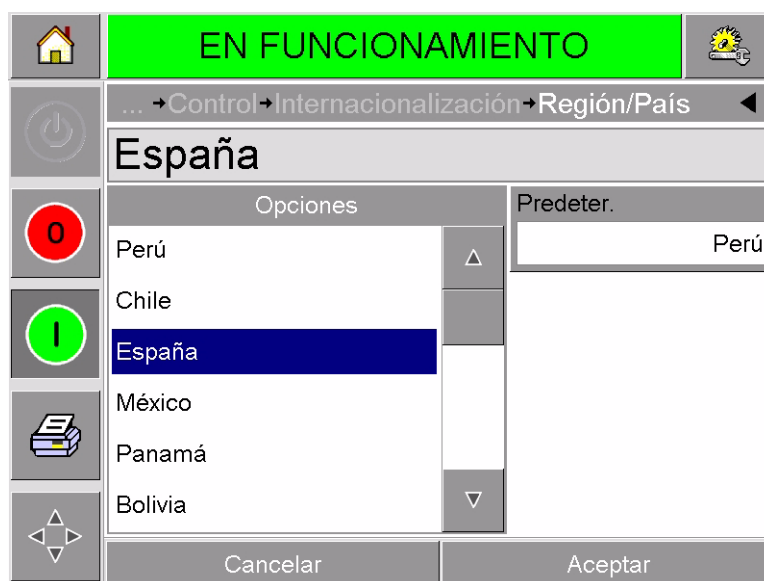 EN FUNCIONAMIENTO
... →Control→Internacionalización→Región/País ◀
España
Opciones
Perú
Chile
España
México
Panamá
Bolivia
Predeter.
Perú
0
I
Cancelar
Aceptar